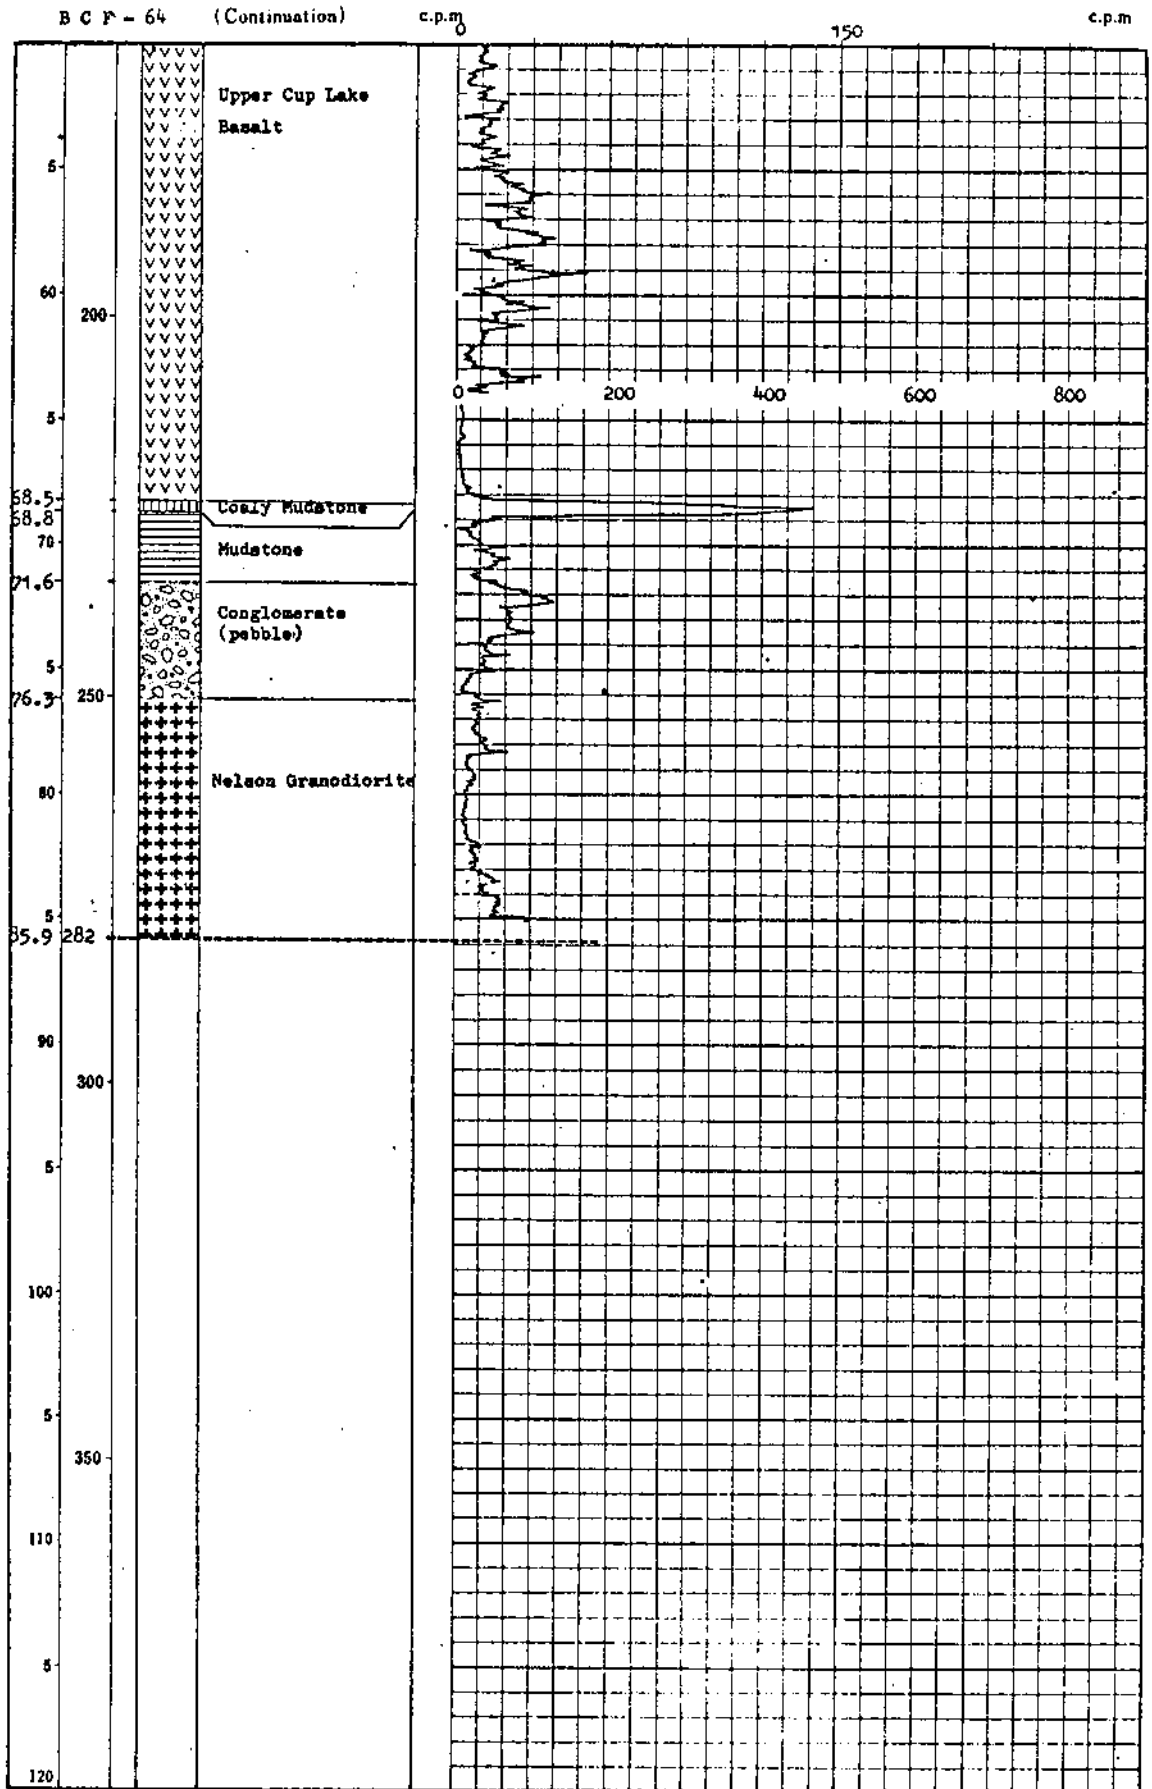 B C F - 64 (Continuation) c.p.m c.p.m
0 150
Upper Cup Lake
Basalt
5
60
200
0 200 400 600 800
5
68.5
Coaly Mudstone
68.8
70
Mudstone
71.6
Conglomerate
(pebble)
5
76.3 250
Nelson Granodiorite
80
5
85.9 282
90
300
5
100
5
350
110
5
120